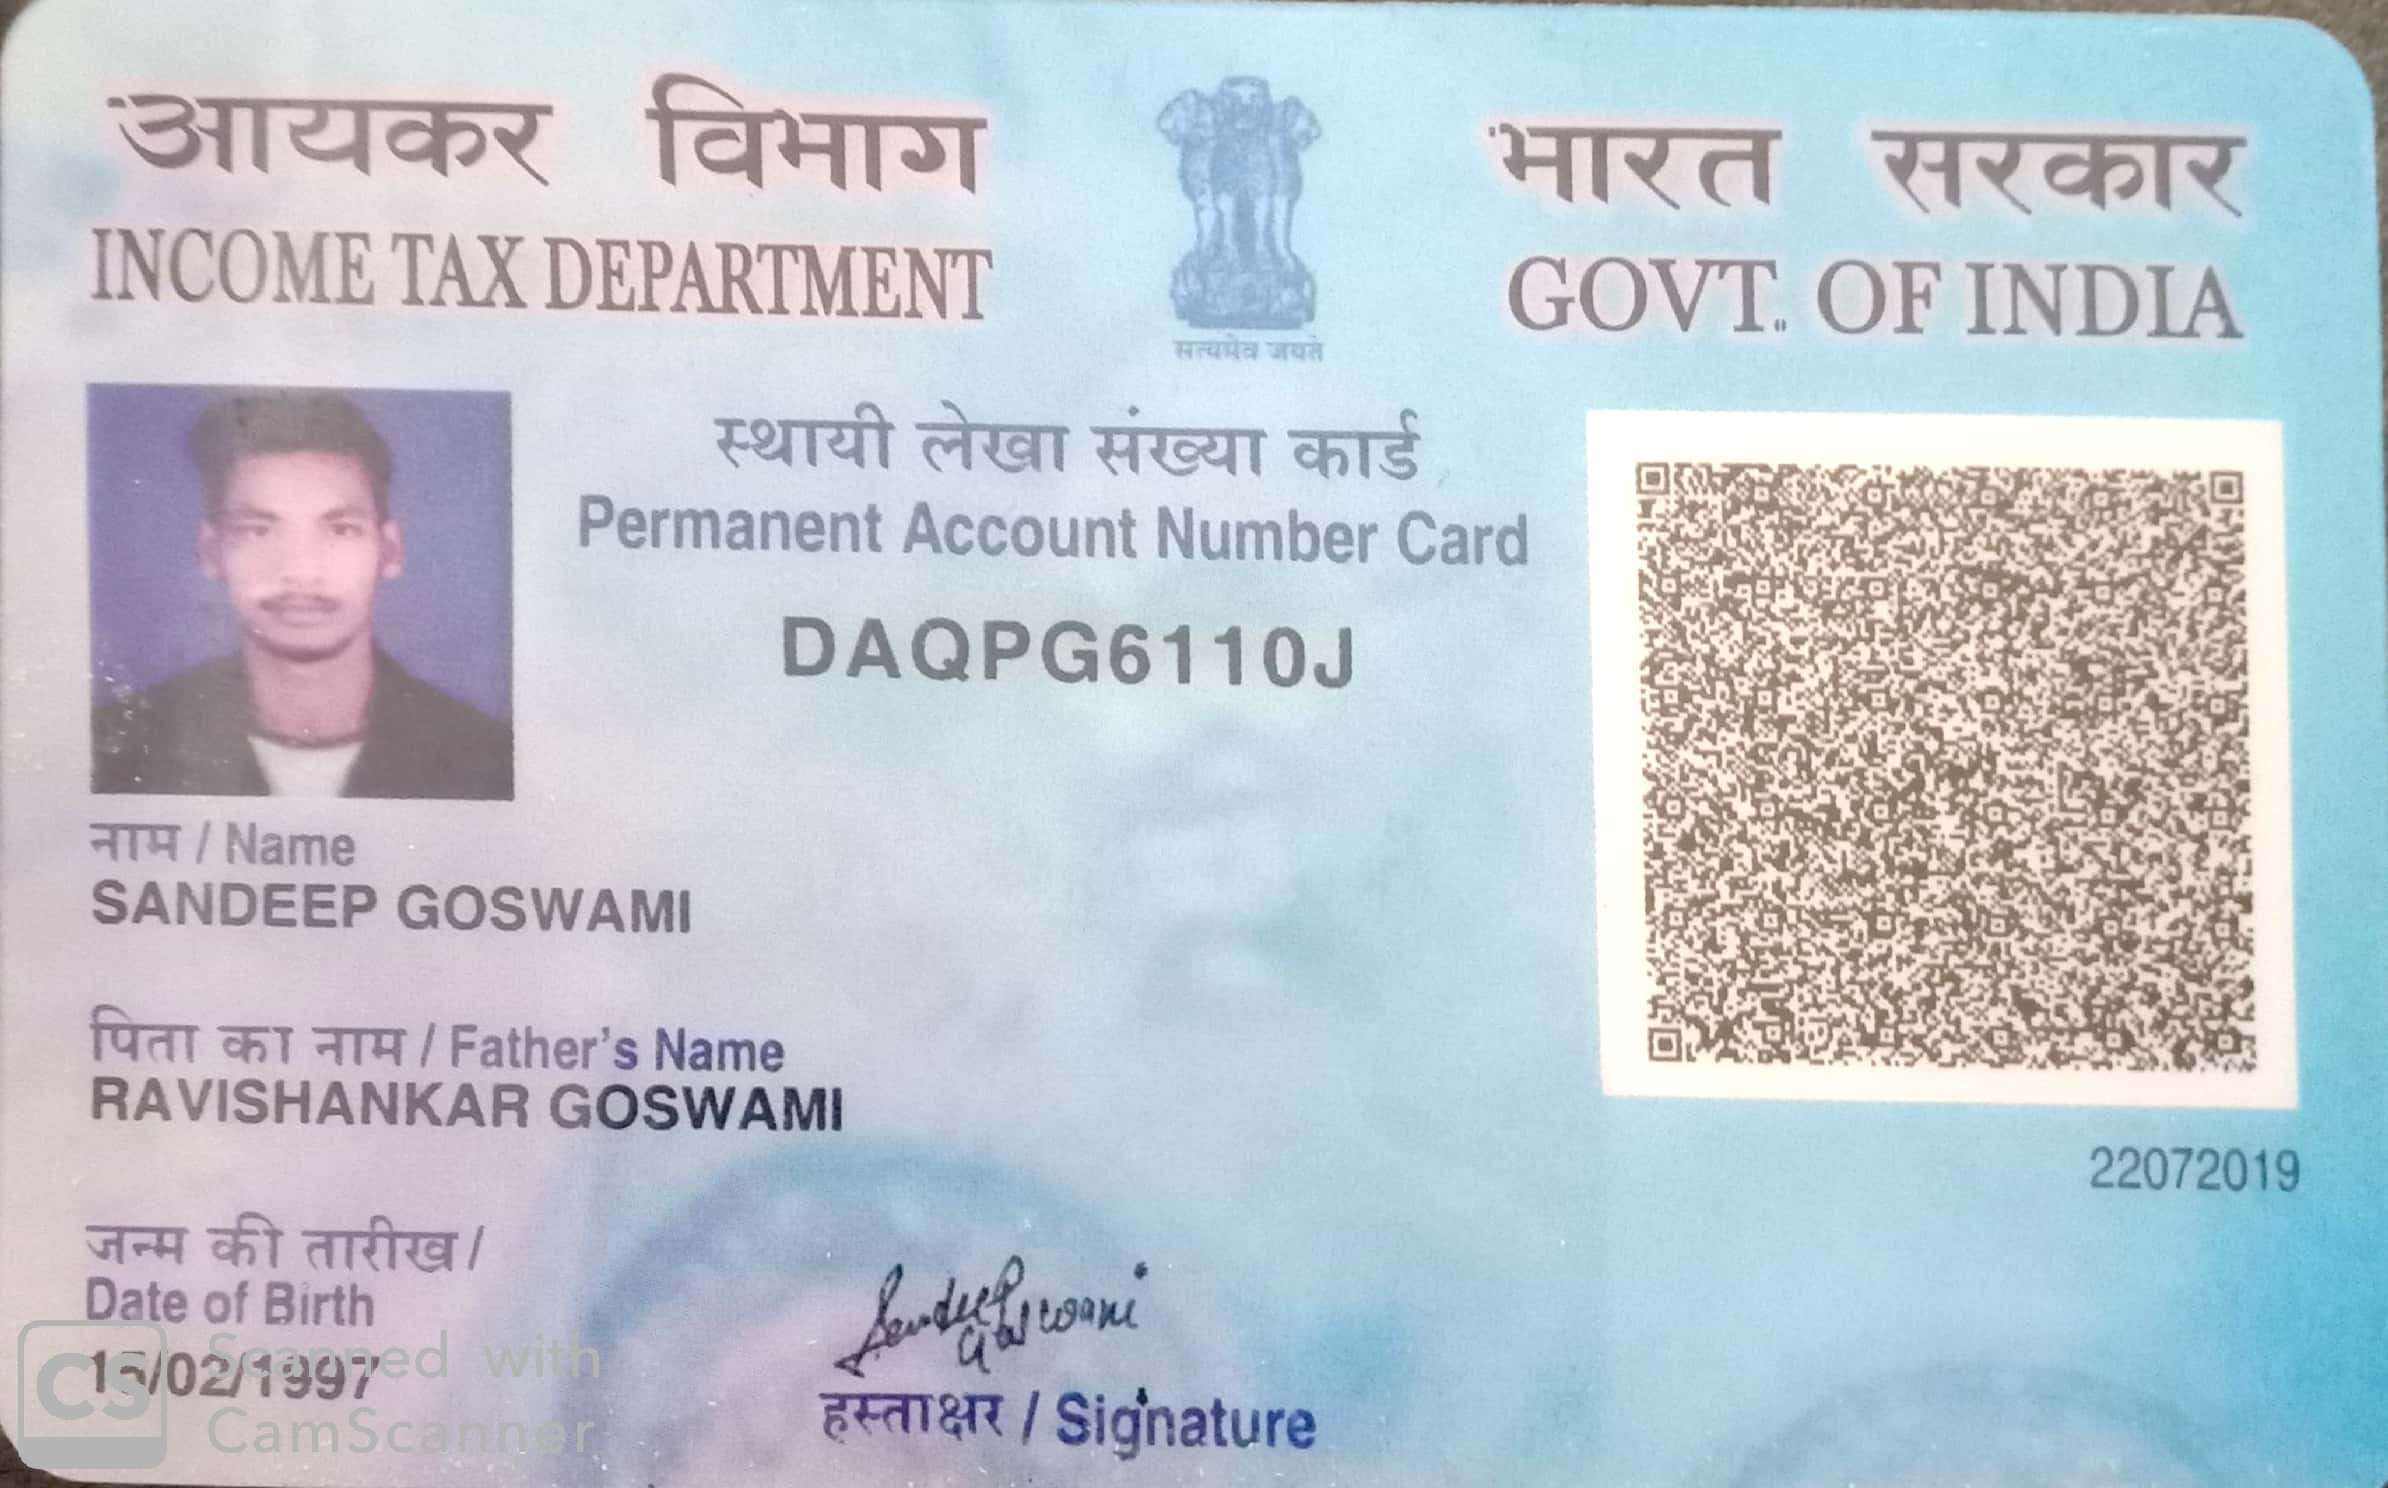 आयकर विभाग
INCOME TAX DEPARTMENT
सत्यमेव जयते
भारत सरकार
GOVT. OF INDIA
स्थायी लेखा संख्या कार्ड
Permanent Account Number Card
DAQPG6110J
नाम / Name
SANDEEP GOSWAMI
पिता का नाम / Father's Name
RAVISHANKAR GOSWAMI
22072019
जन्म की तारीख /
Date of Birth
15/02/1997
Sandeep
Goswami
हस्ताक्षर / Signature
CS Scanned with
CamScanner